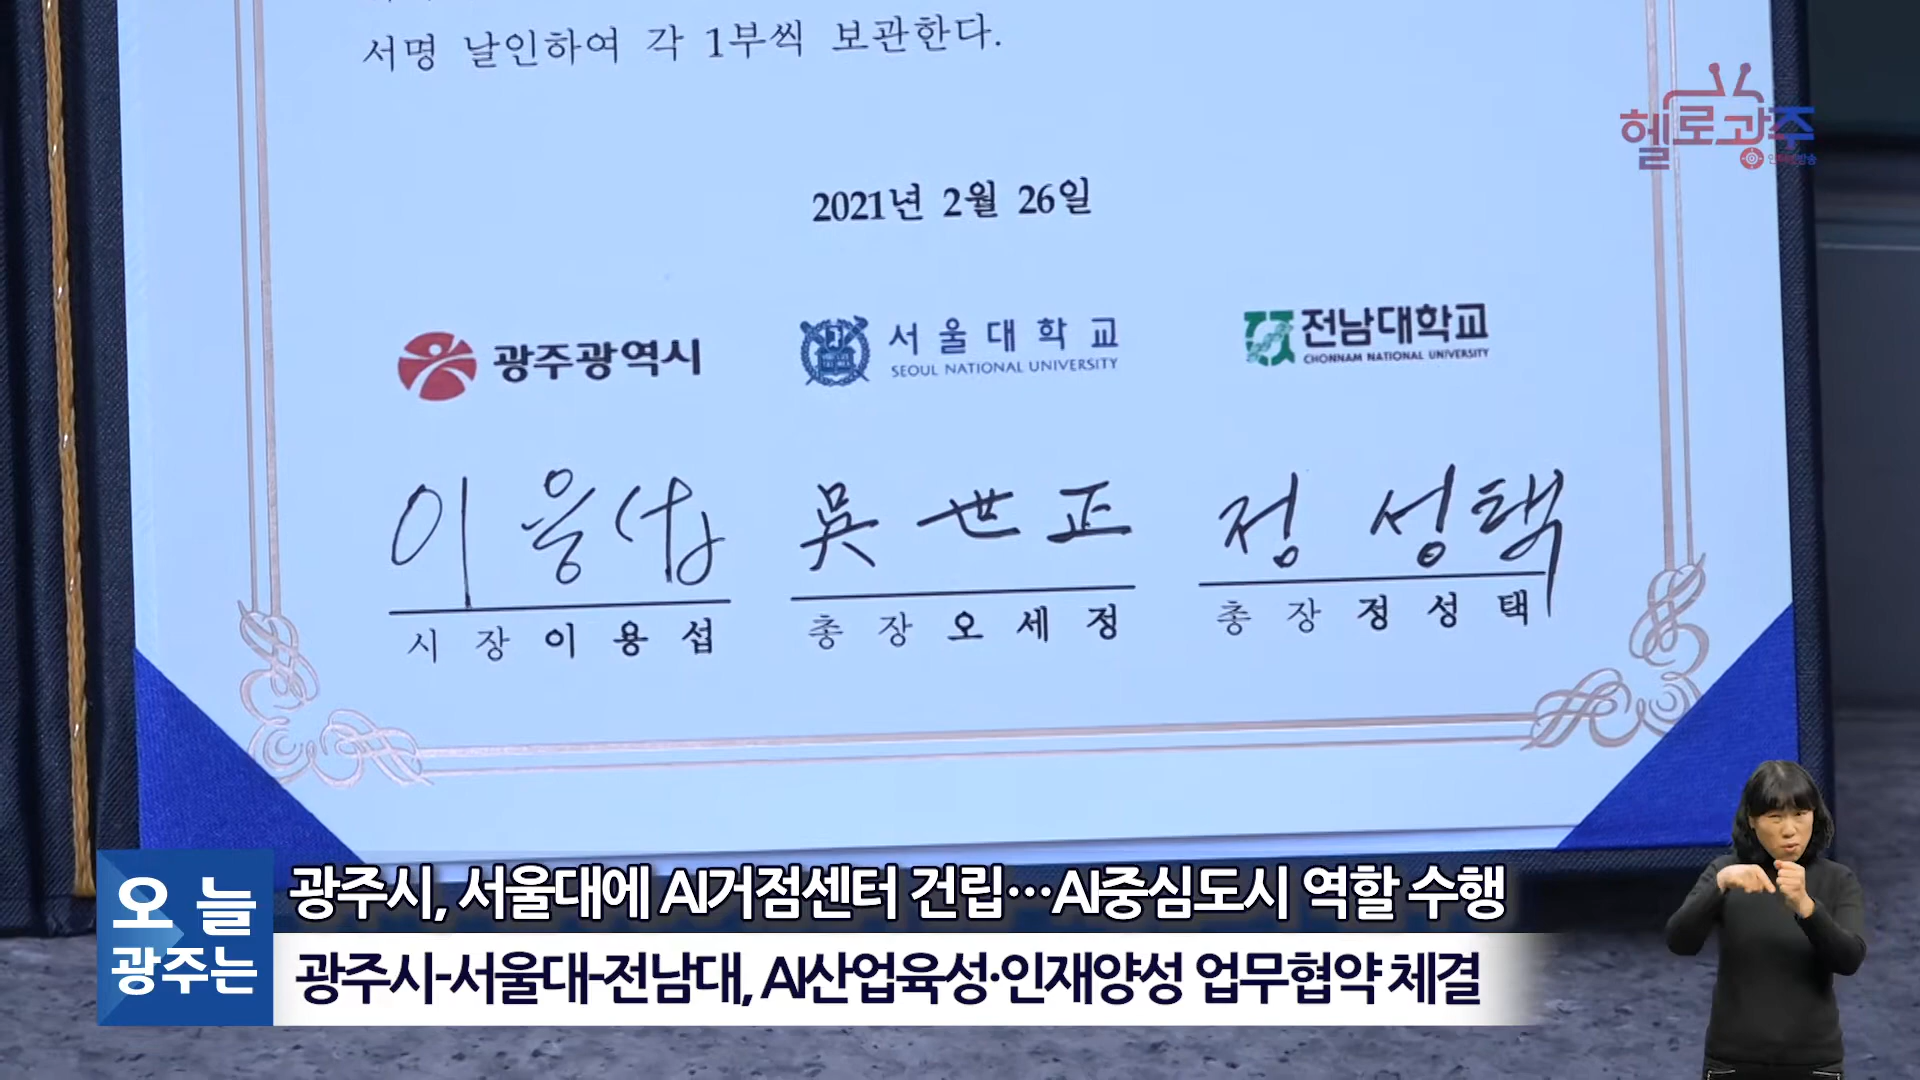 서명 날인하여 각 1부씩 보관한다.
헬로광주
2021년 2월 26일
광주광역시
서울대학교
SEOUL NATIONAL UNIVERSITY
전남대학교
CHONNAM NATIONAL UNIVERSITY
이용섭
吳世正
정성택
시장 이용섭
총장 오세정
총장 정성택
오늘
광주는
광주시, 서울대에 AI거점센터 건립…AI중심도시 역할 수행
광주시-서울대-전남대, AI산업육성·인재양성 업무협약 체결